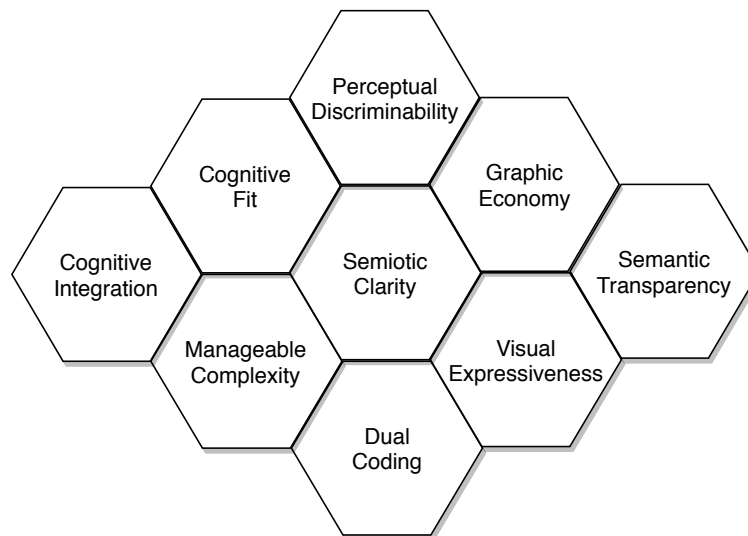 Perceptual
Discriminability
Cognitive
Fit
Graphic
Economy
Cognitive
Integration
Semiotic
Clarity
Semantic
Transparency
Manageable
Complexity
Visual
Expressiveness
Dual
Coding